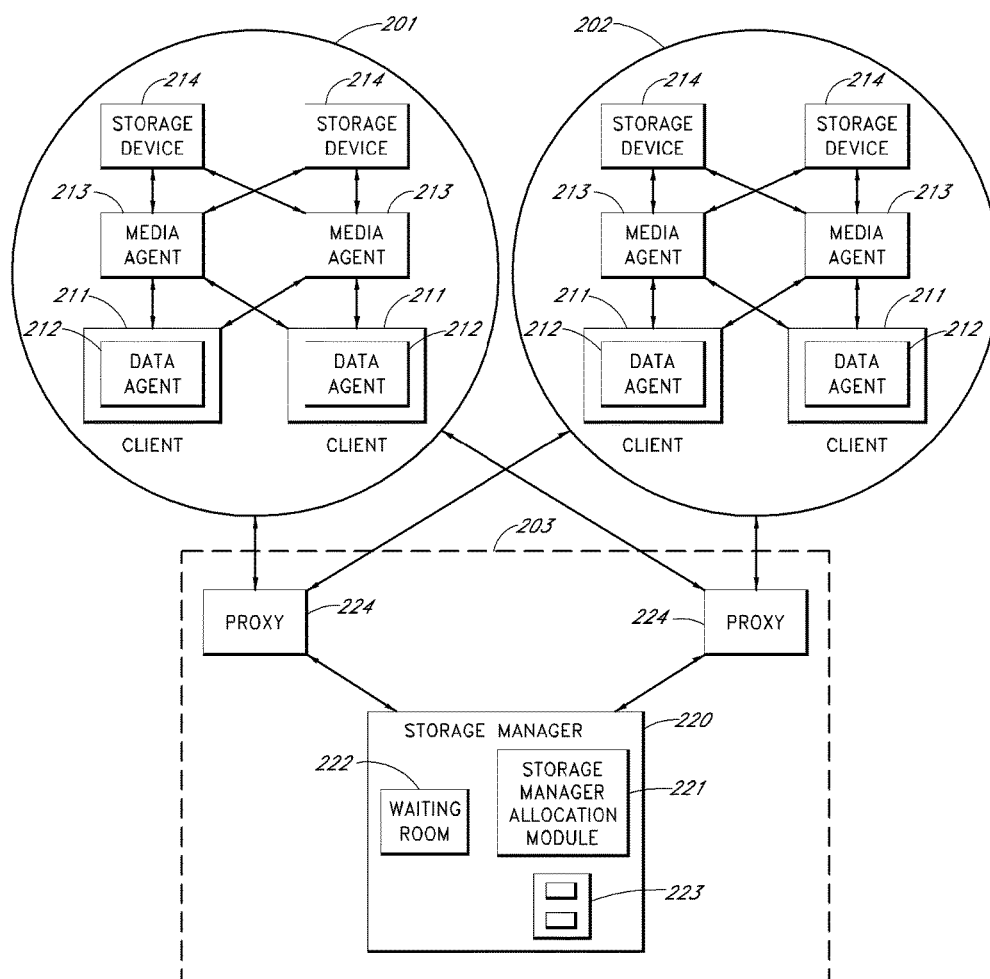 201
202
214
214
214
214
STORAGE
DEVICE
STORAGE
DEVICE
STORAGE
DEVICE
STORAGE
DEVICE
213
213
213
213
MEDIA
AGENT
MEDIA
AGENT
MEDIA
AGENT
MEDIA
AGENT
211
211
211
211
212
212
212
212
DATA
AGENT
DATA
AGENT
DATA
AGENT
DATA
AGENT
CLIENT
CLIENT
CLIENT
CLIENT
203
PROXY
224
224
PROXY
STORAGE MANAGER
220
222
WAITING
ROOM
STORAGE
MANAGER
ALLOCATION
MODULE
221
223